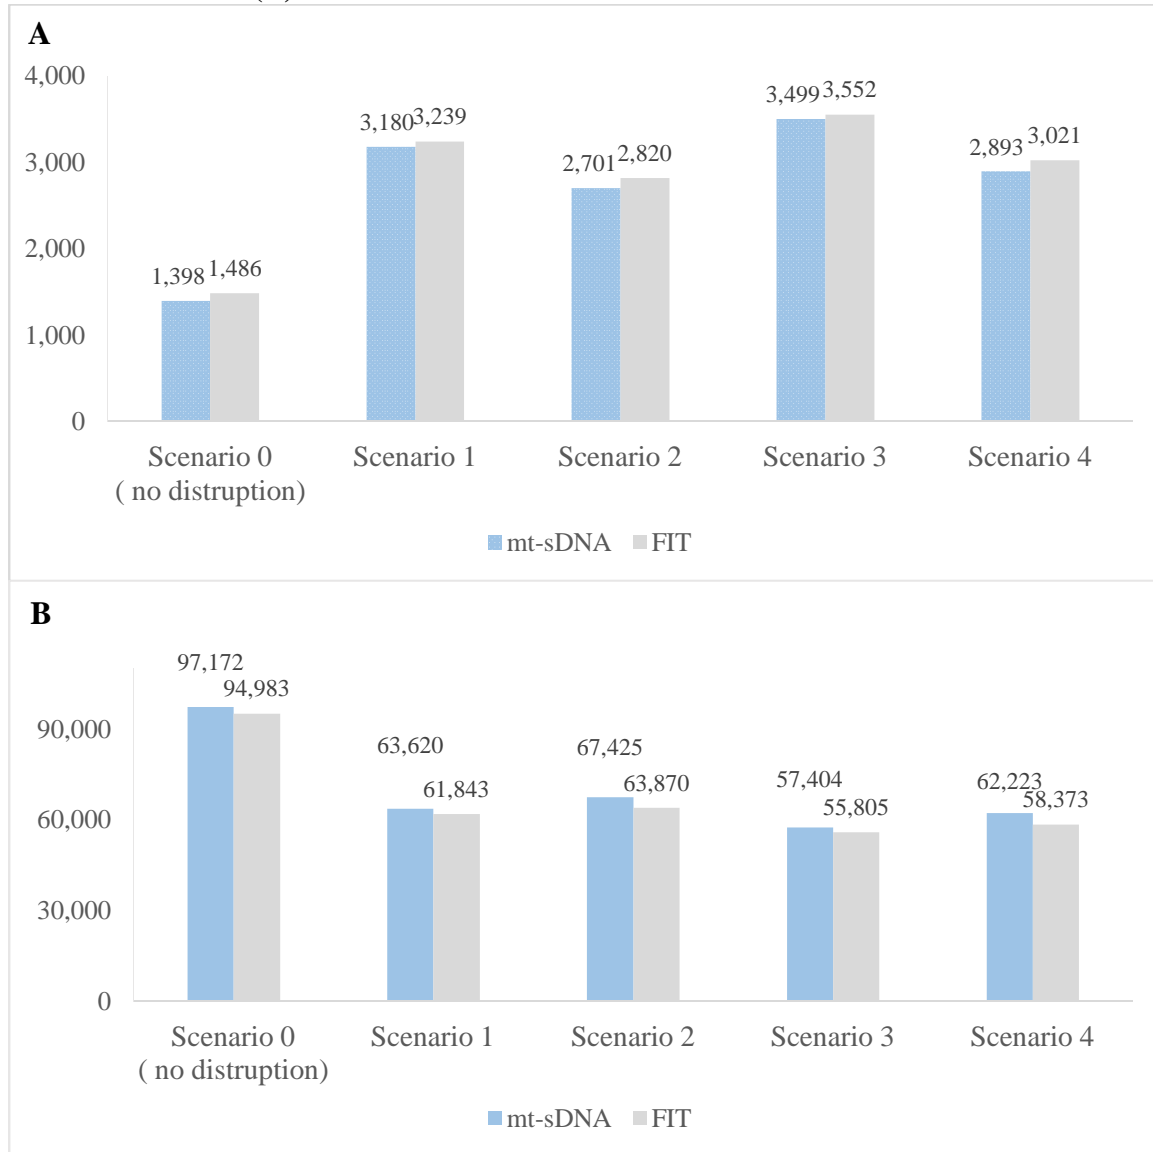 A
4,000
3,000
2,000
1,000
0
1,398 1,486
3,180 3,239
2,701 2,820
3,499 3,552
2,893 3,021
Scenario 0 Scenario 1 Scenario 2 Scenario 3 Scenario 4
( no distruption)
mt-sDNA FIT
B
90,000
60,000
30,000
0
97,172 94,983
63,620 61,843
67,425 63,870
57,404 55,805
62,223 58,373
Scenario 0 Scenario 1 Scenario 2 Scenario 3 Scenario 4
( no distruption)
mt-sDNA FIT